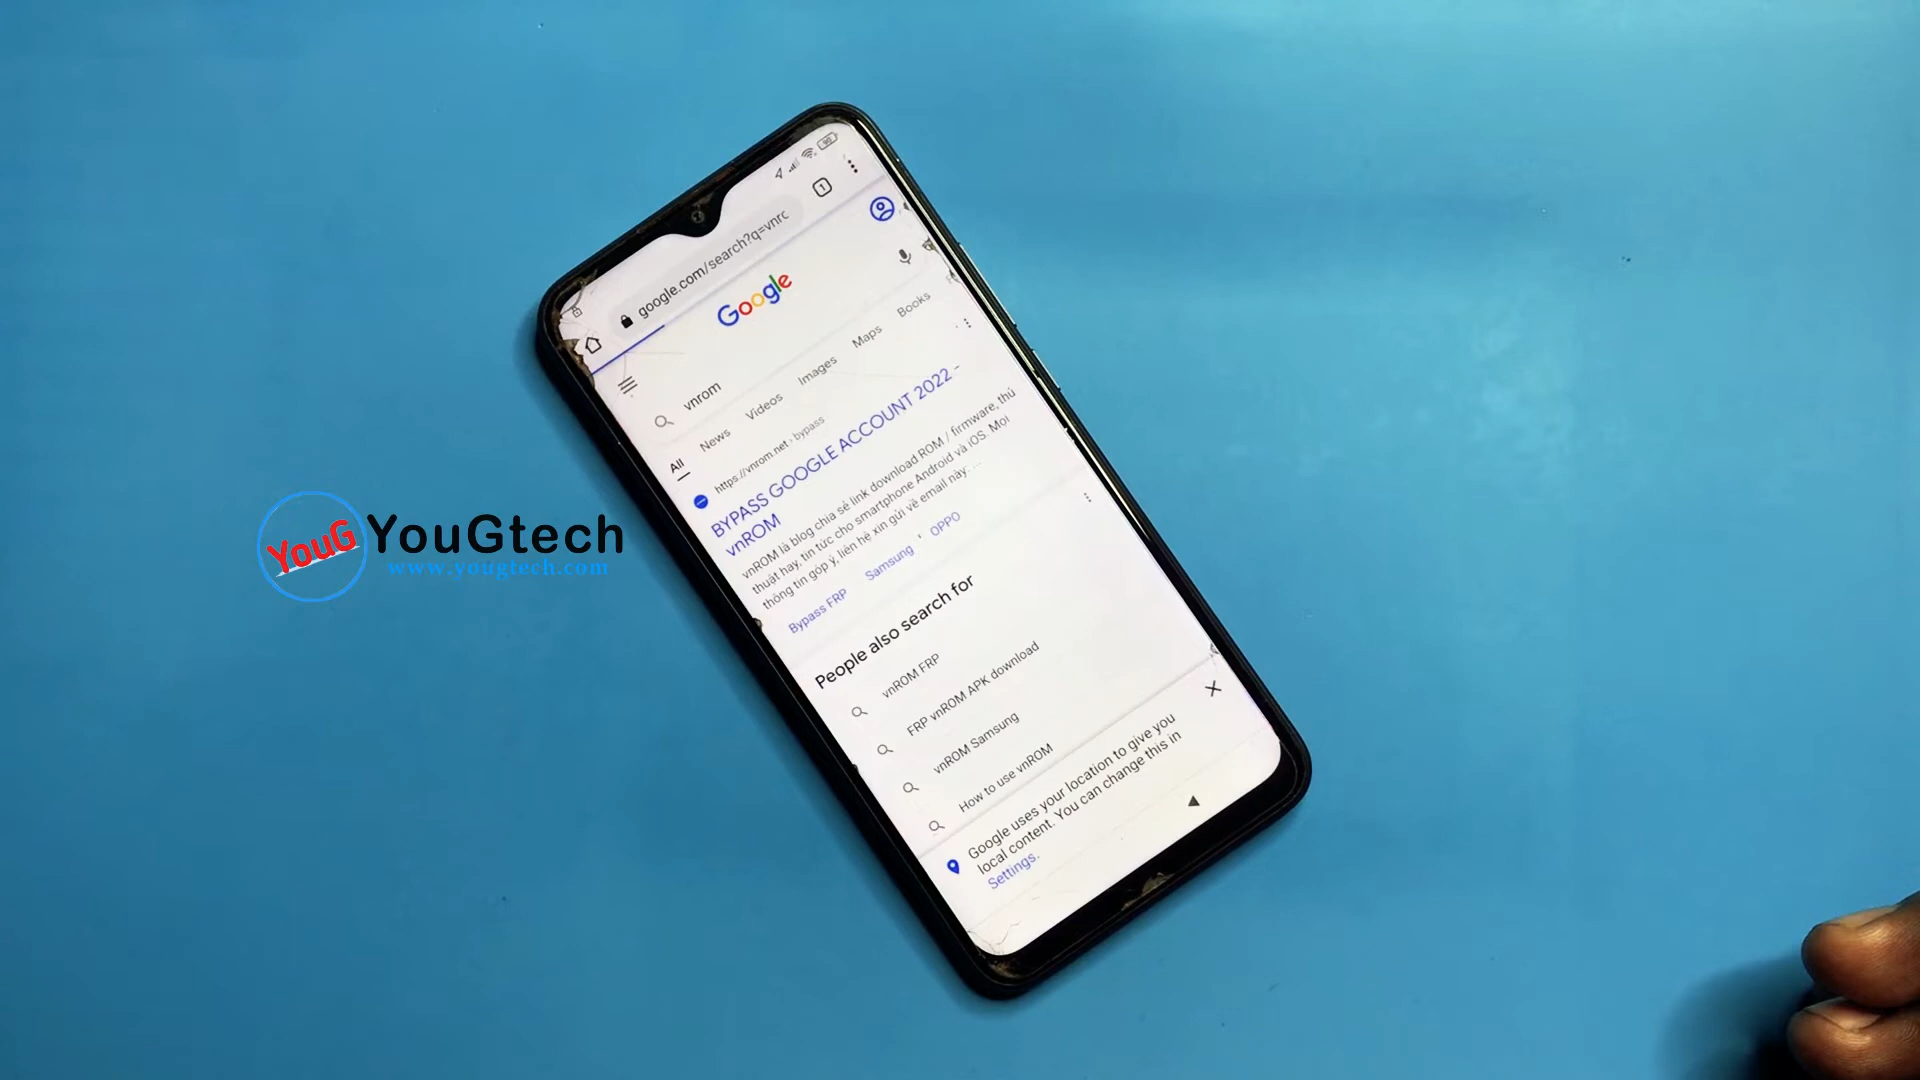 google.com/search?q=vnrc
1
Google
vnrom
All News Videos Images Maps Books
https://vnrom.net › bypass
BYPASS GOOGLE ACCOUNT 2022 -
vnROM
vnROM là blog chia sẻ link download ROM / firmware, thủ
thuật hay, tin tức cho smartphone Android và iOS. Mọi
thông tin góp ý, liên hệ xin gửi về email này: ...
Bypass FRP Samsung OPPO
People also search for
vnROM FRP
FRP vnROM APK download
vnROM Samsung
How to use vnROM
Google uses your location to give you
local content. You can change this in
Settings.
YouG YouGtech
www.yougtech.com